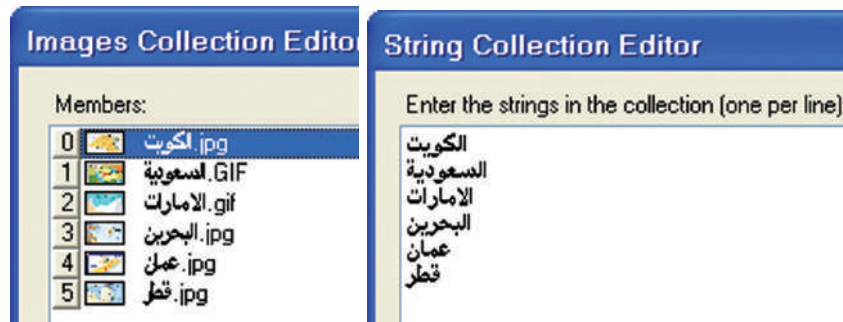 Images Collection Edito
Members:
0 الكويت.jpg
1 السعودية.GIF
2 الامارات.gif
3 البحرين.jpg
4 عمان.jpg
5 قطر.jpg
String Collection Editor
Enter the strings in the collection (one per line)
الكويت
السعودية
الامارات
البحرين
عمان
قطر